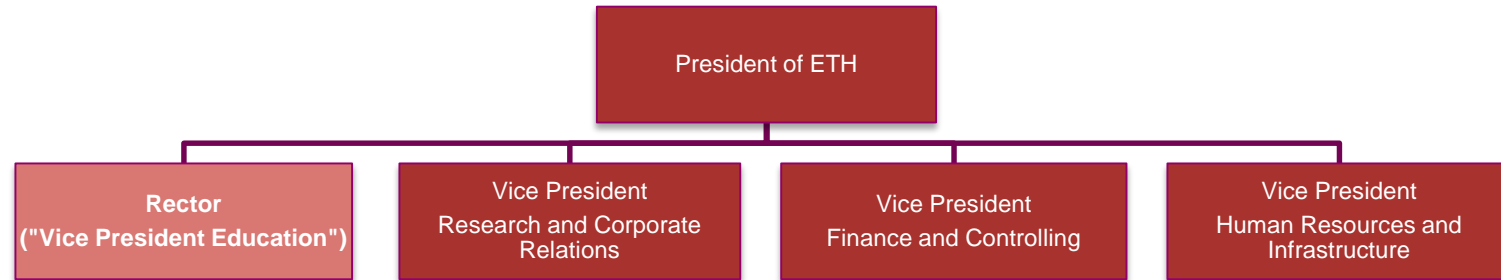 President of ETH
Rector
("Vice President Education")
Vice President
Research and Corporate
Relations
Vice President
Finance and Controlling
Vice President
Human Resources and
Infrastructure